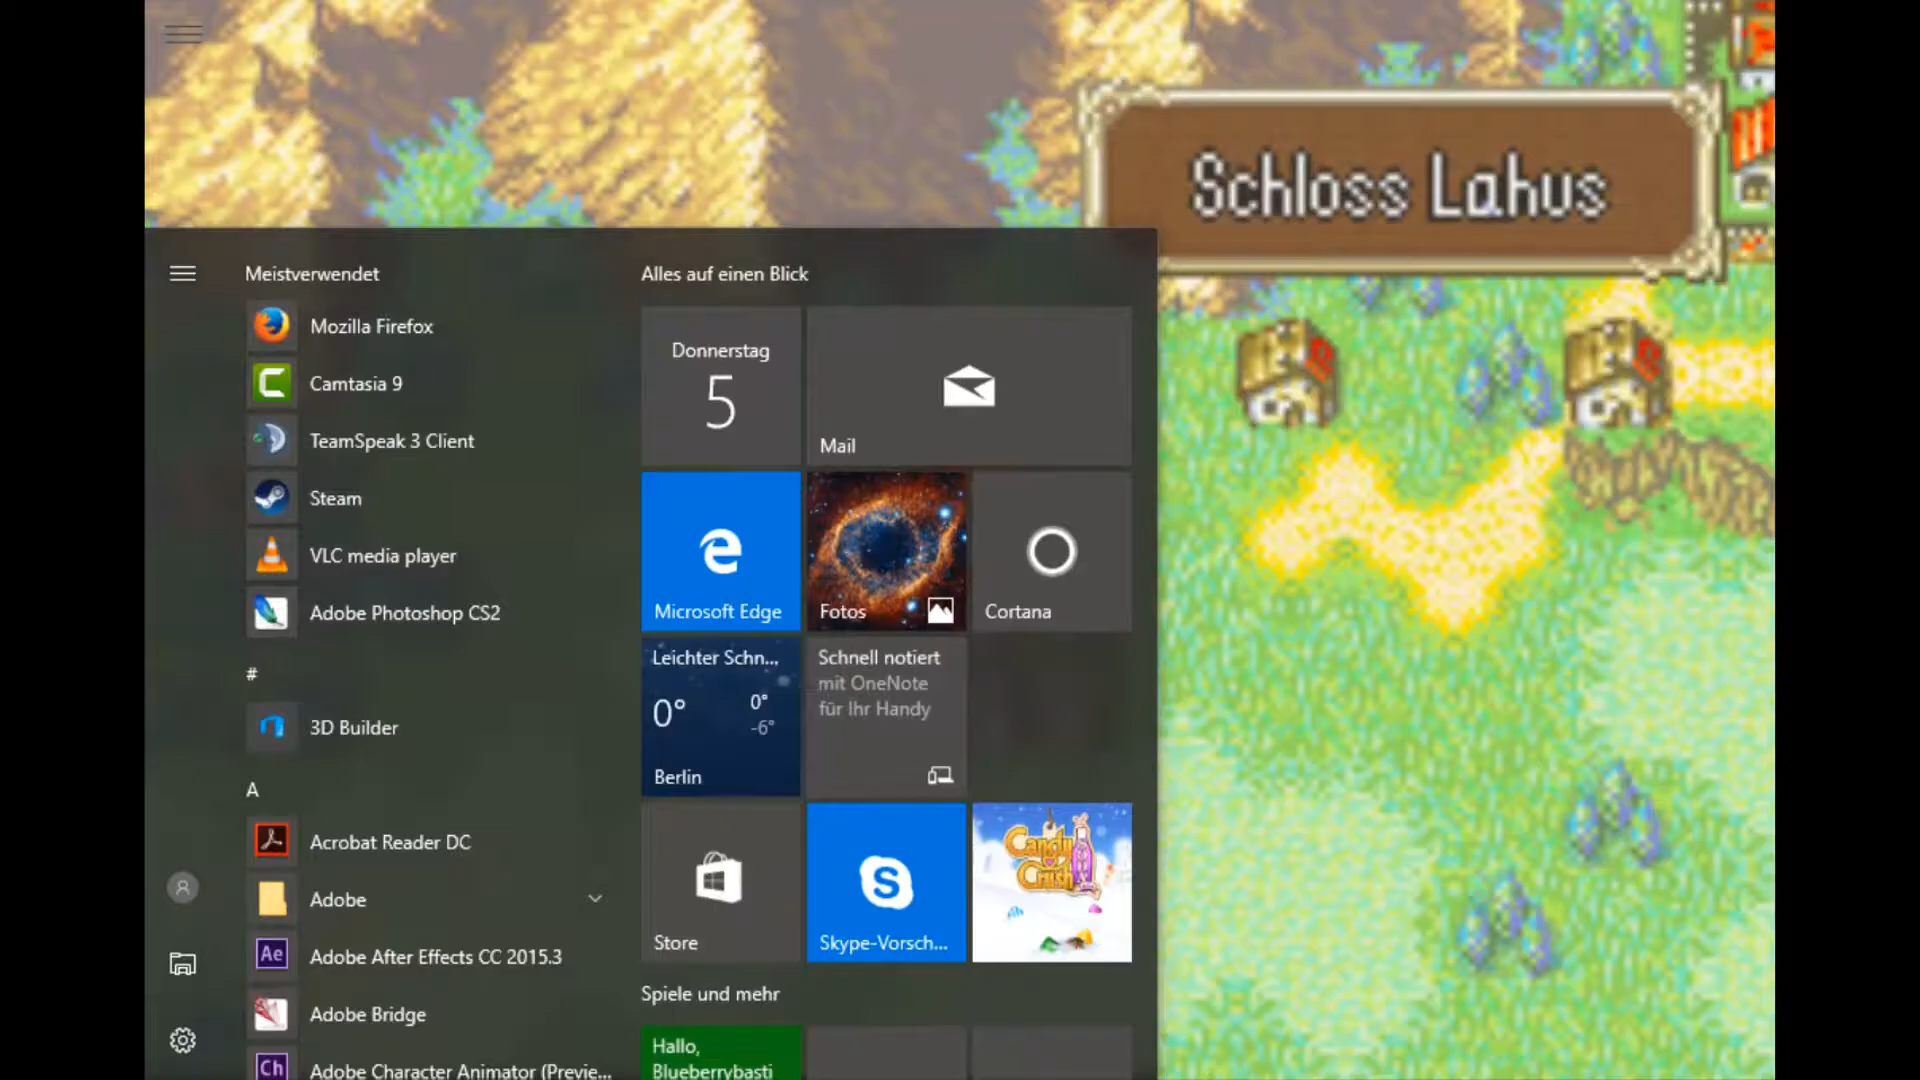 Schloss Lahus
Meistverwendet
Mozilla Firefox
Camtasia 9
TeamSpeak 3 Client
Steam
VLC media player
Adobe Photoshop CS2
#
3D Builder
A
Acrobat Reader DC
Adobe
Ae
Adobe After Effects CC 2015.3
Adobe Bridge
Ch
Adobe Character Animator (Previe...
Alles auf einen Blick
Donnerstag
5
Mail
Microsoft Edge
Fotos
Cortana
Leichter Schn...
0°
0°
-6°
Berlin
Schnell notiert
mit OneNote
für Ihr Handy
Store
Skype-Vorsch...
Candy
Crush
Spiele und mehr
Hallo,
Blueberrybasti